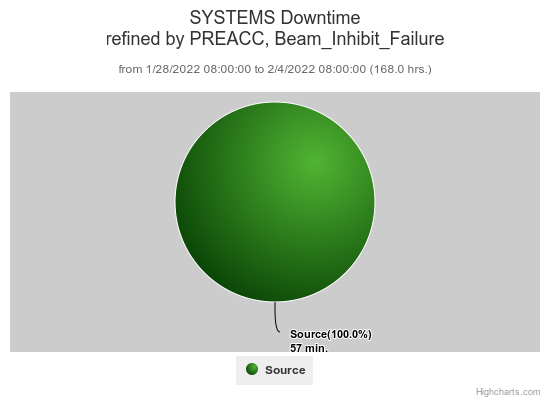 SYSTEMS Downtime
refined by PREACC, Beam_Inhibit_Failure
from 1/28/2022 08:00:00 to 2/4/2022 08:00:00 (168.0 hrs.)
Source(100.0%)
57 min.
Source
Highcharts.com